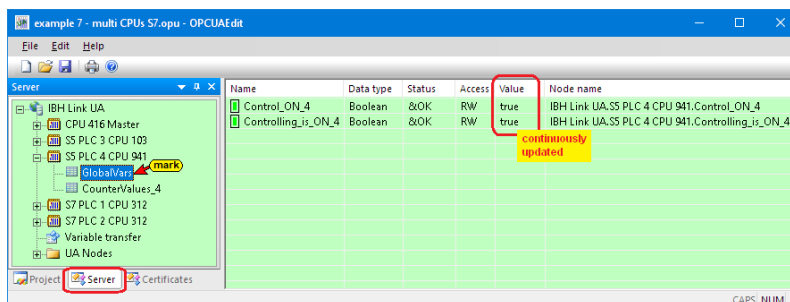 example 7 - multi CPUs S7.opu - OPCUAEdit
File Edit Help
Server
Name Data type Status Access Value Node name
IBH Link UA
CPU 416 Master
S5 PLC 3 CPU 103
S5 PLC 4 CPU 941
GlobalVars
mark
CounterValues_4
S7 PLC 1 CPU 312
S7 PLC 2 CPU 312
Variable transfer
UA Nodes
Control_ON_4 Boolean &OK RW true IBH Link UA.S5 PLC 4 CPU 941.Control_ON_4
Controlling_is_ON_4 Boolean &OK RW true IBH Link UA.S5 PLC 4 CPU 941.Controlling_is_ON_4
continuously
updated
Project Server Certificates
CAPS NUM